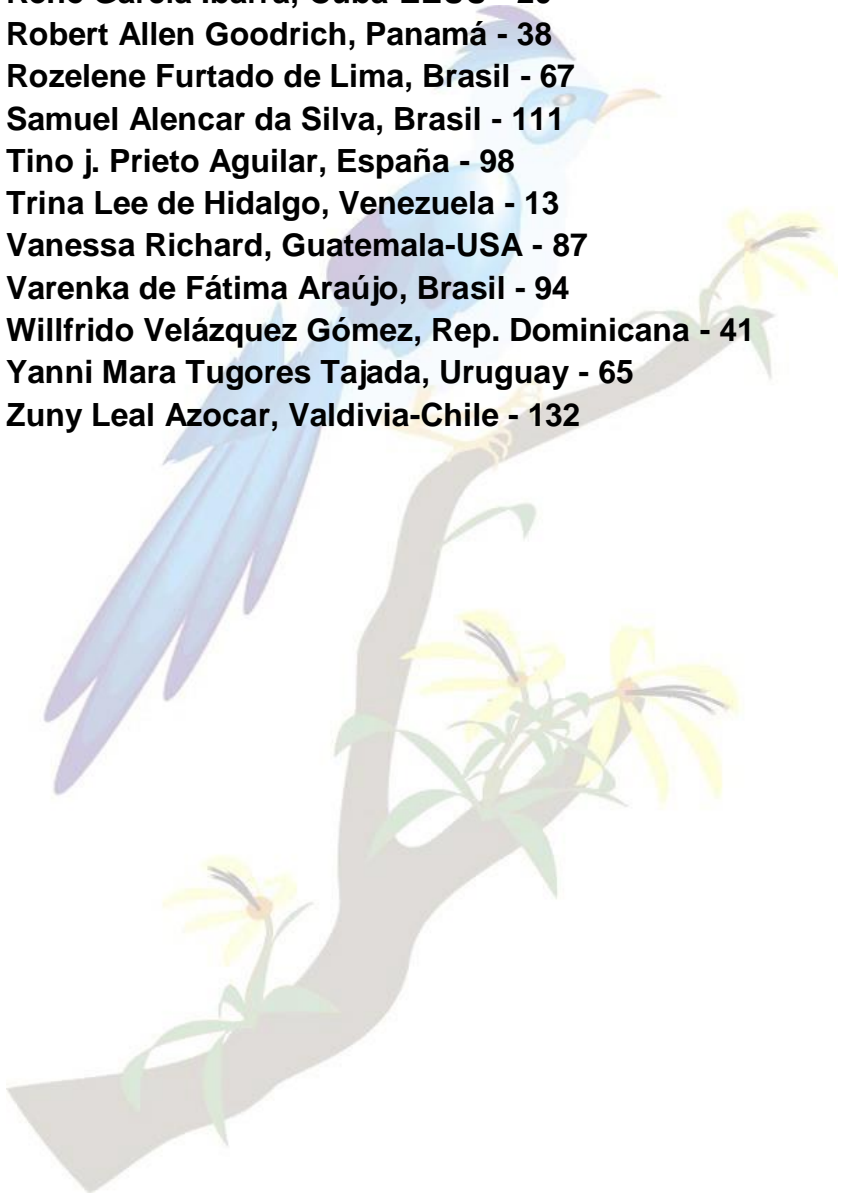 Robert Allen Goodrich, Panamá - 38
Rozelene Furtado de Lima, Brasil - 67
Samuel Alencar da Silva, Brasil - 111
Tino j. Prieto Aguilar, España - 98
Trina Lee de Hidalgo, Venezuela - 13
Vanessa Richard, Guatemala-USA - 87
Varenka de Fátima Araújo, Brasil - 94
Willfrido Velázquez Gómez, Rep. Dominicana - 41
Yanni Mara Tugores Tajada, Uruguay - 65
Zuny Leal Azocar, Valdivia-Chile - 132